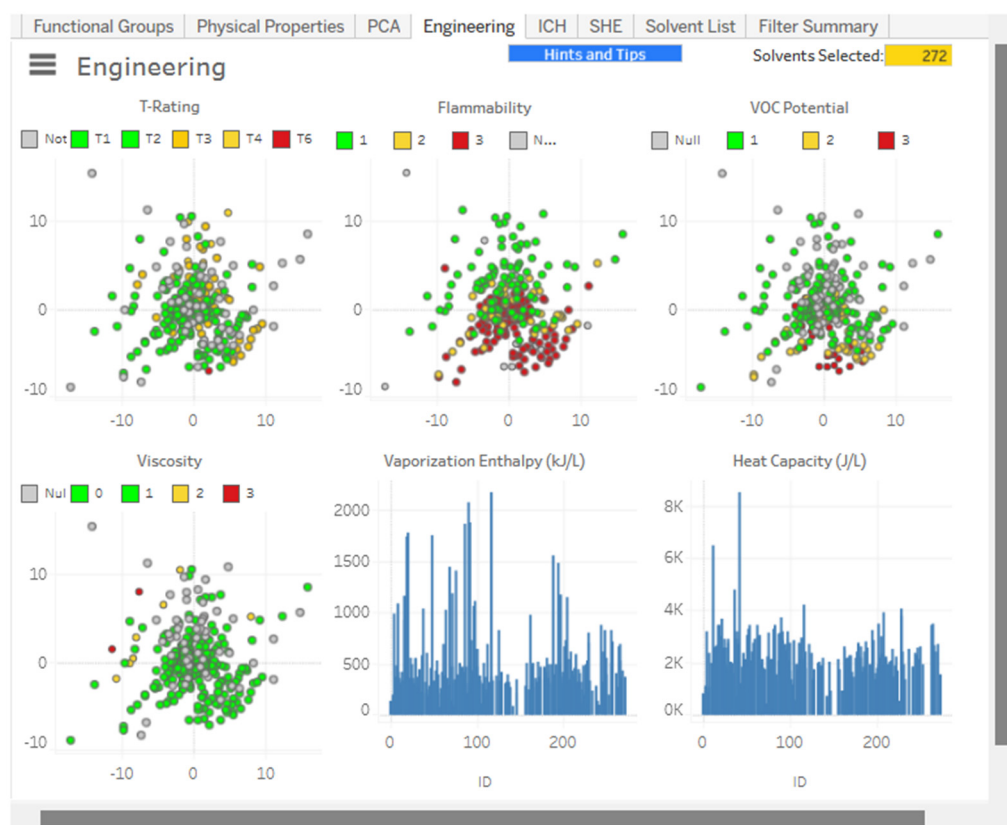 Functional Groups Physical Properties PCA Engineering ICH SHE Solvent List Filter Summary
Engineering
Hints and Tips
Solvents Selected: 272
T-Rating
Flammability
VOC Potential
Not T1 T2 T3 T4 T6
1 2 3 N...
Null 1 2 3
10
0
-10
-10 0 10
10
0
-10
-10 0 10
10
0
-10
-10 0 10
Viscosity
Vaporization Enthalpy (kJ/L)
Heat Capacity (J/L)
Nul 0 1 2 3
10
0
-10
-10 0 10
2000
1500
1000
500
0
0 100 200
ID
8K
6K
4K
2K
0K
0 100 200
ID